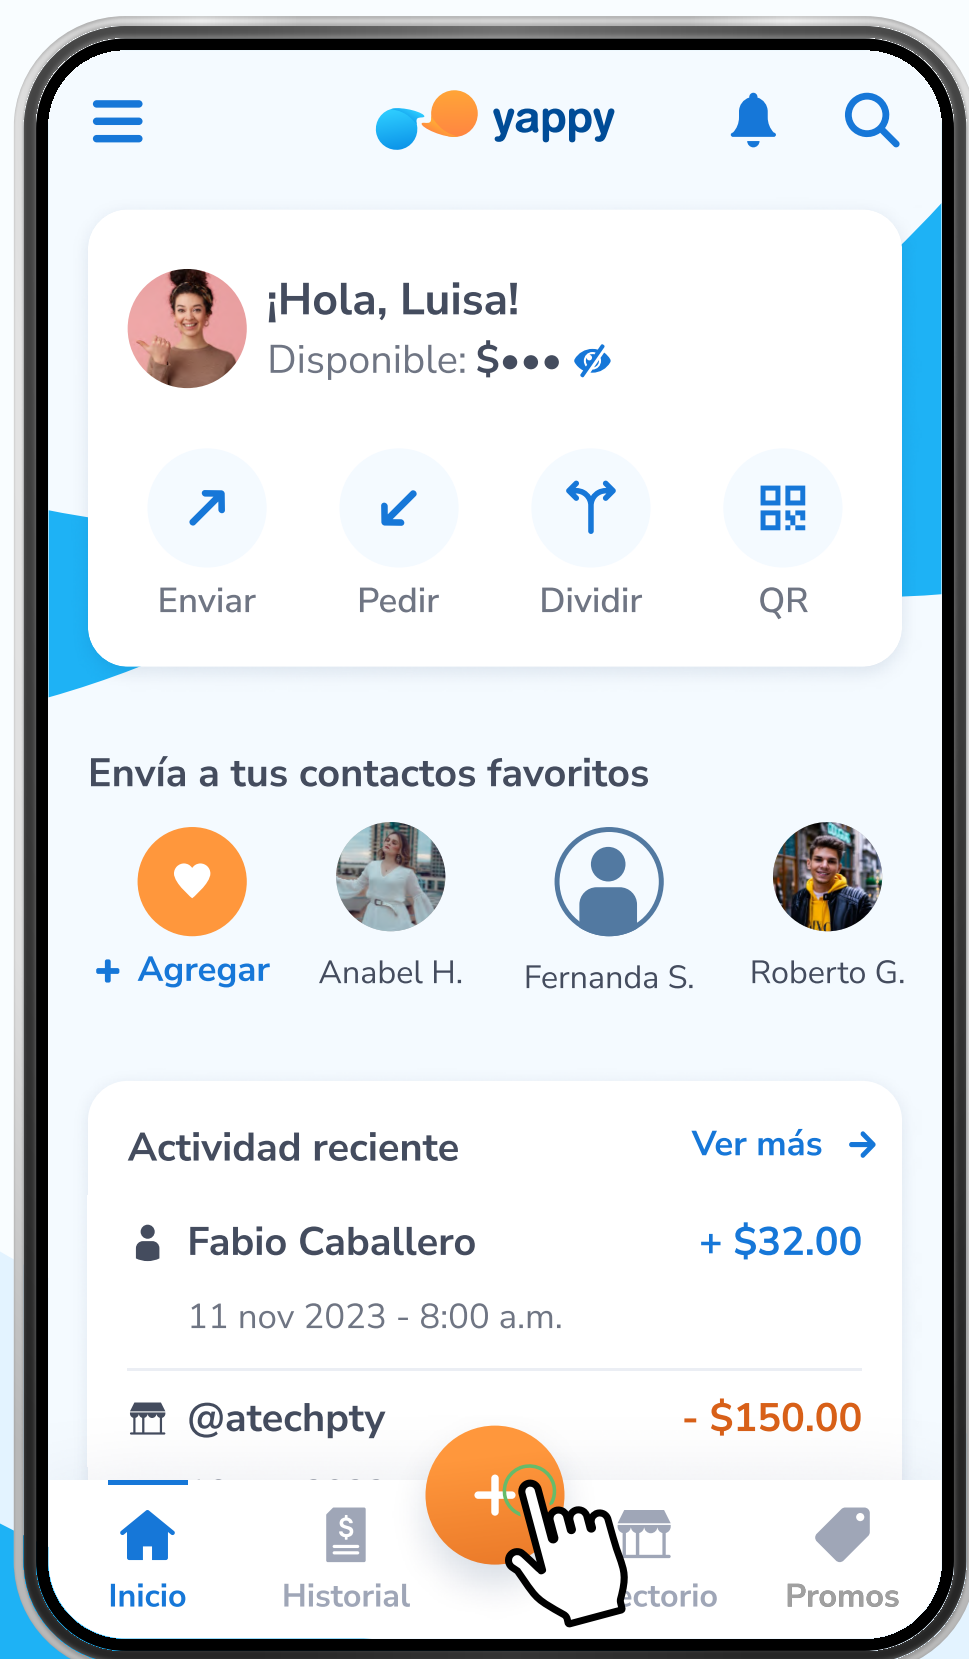 yappy
¡Hola, Luisa!
Disponible: $•••
Enviar
Pedir
Dividir
QR
Envía a tus contactos favoritos
+ Agregar
Anabel H.
Fernanda S.
Roberto G.
Actividad reciente
Ver más
Fabio Caballero
+ $32.00
11 nov 2023 - 8:00 a.m.
@atechpty
- $150.00
Inicio
Historial
ectorio
Promos